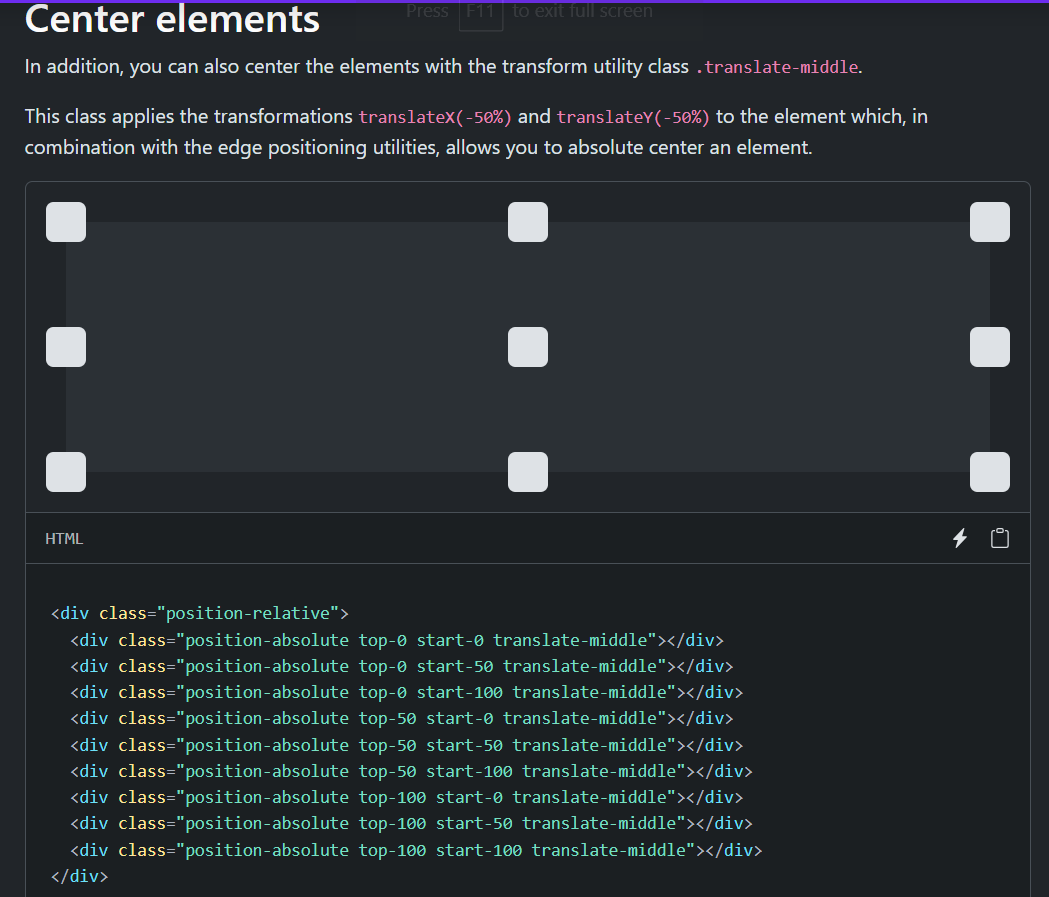 Press F11 to exit full screen
Center elements
In addition, you can also center the elements with the transform utility class .translate-middle.
This class applies the transformations translateX(-50%) and translateY(-50%) to the element which, in
combination with the edge positioning utilities, allows you to absolute center an element.
HTML
<div class="position-relative">
  <div class="position-absolute top-0 start-0 translate-middle"></div>
  <div class="position-absolute top-0 start-50 translate-middle"></div>
  <div class="position-absolute top-0 start-100 translate-middle"></div>
  <div class="position-absolute top-50 start-0 translate-middle"></div>
  <div class="position-absolute top-50 start-50 translate-middle"></div>
  <div class="position-absolute top-50 start-100 translate-middle"></div>
  <div class="position-absolute top-100 start-0 translate-middle"></div>
  <div class="position-absolute top-100 start-50 translate-middle"></div>
  <div class="position-absolute top-100 start-100 translate-middle"></div>
</div>